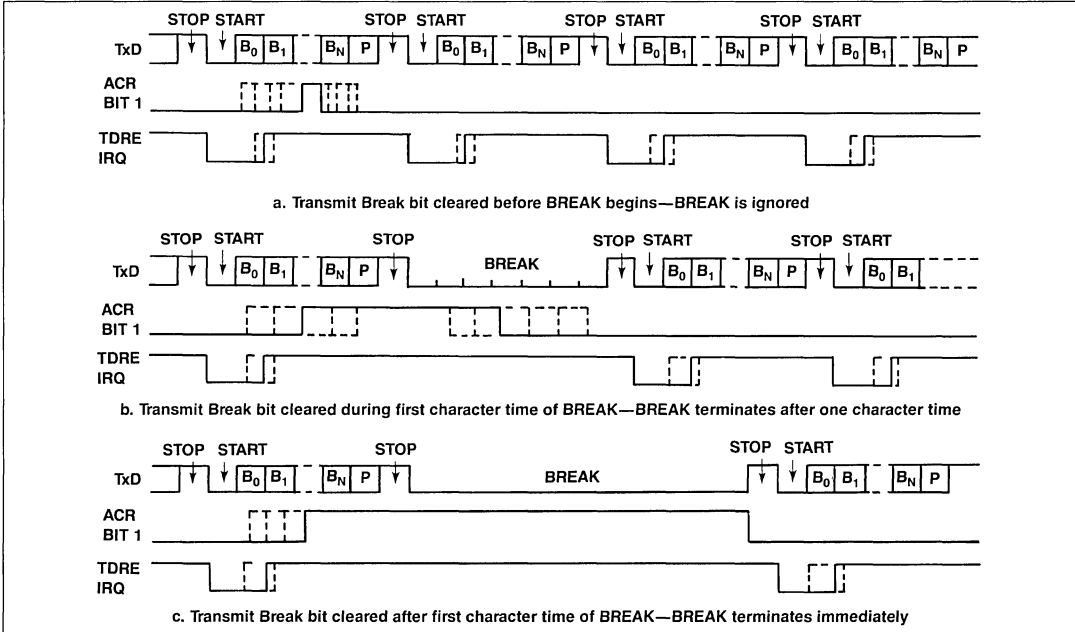 STOP START STOP START STOP START STOP START
TxD B0 B1 BN P B0 B1 BN P B0 B1 BN P B0 B1 BN P
ACR
BIT 1
TDRE
IRQ
a. Transmit Break bit cleared before BREAK begins—BREAK is ignored
STOP START STOP STOP START STOP START
TxD B0 B1 BN P BREAK B0 B1 BN P B0 B1
ACR
BIT 1
TDRE
IRQ
b. Transmit Break bit cleared during first character time of BREAK—BREAK terminates after one character time
STOP START STOP STOP START
TxD B0 B1 BN P BREAK B0 B1 BN P
ACR
BIT 1
TDRE
IRQ
c. Transmit Break bit cleared after first character time of BREAK—BREAK terminates immediately